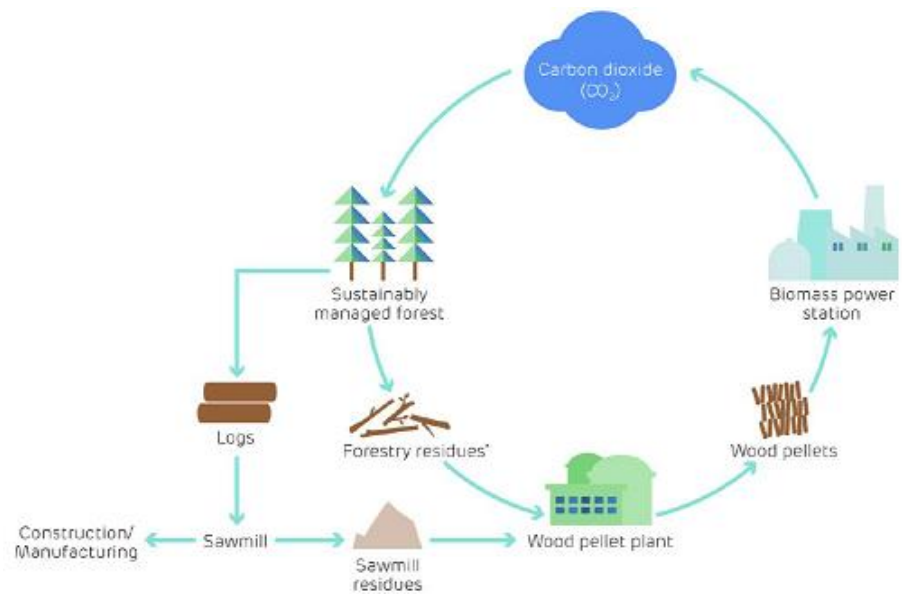 Carbon dioxide
(CO₂)
Sustainably
managed forest
Biomass power
station
Logs
Forestry residues*
Wood pellets
Construction/
Manufacturing
Sawmill
Sawmill
residues
Wood pellet plant